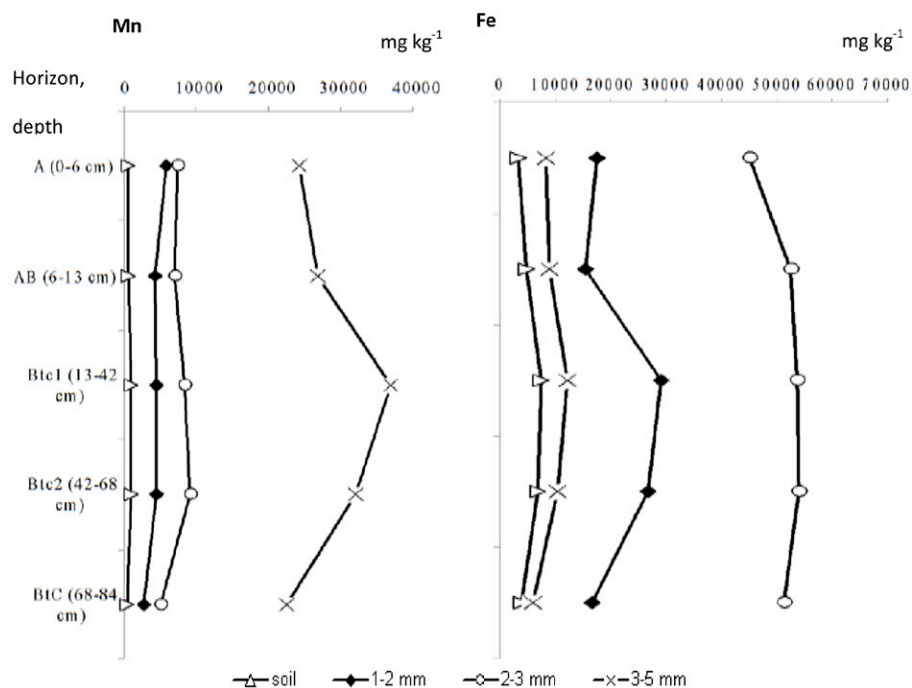 Mn
Fe
mg kg-1
mg kg-1
Horizon,
depth
0 10000 20000 30000 40000
0 10000 20000 30000 40000 50000 60000 70000
A (0-6 cm)
AB (6-13 cm)
Btc1 (13-42
cm)
Btc2 (42-68
cm)
BtC (68-84
cm)
soil 1-2 mm 2-3 mm 3-5 mm